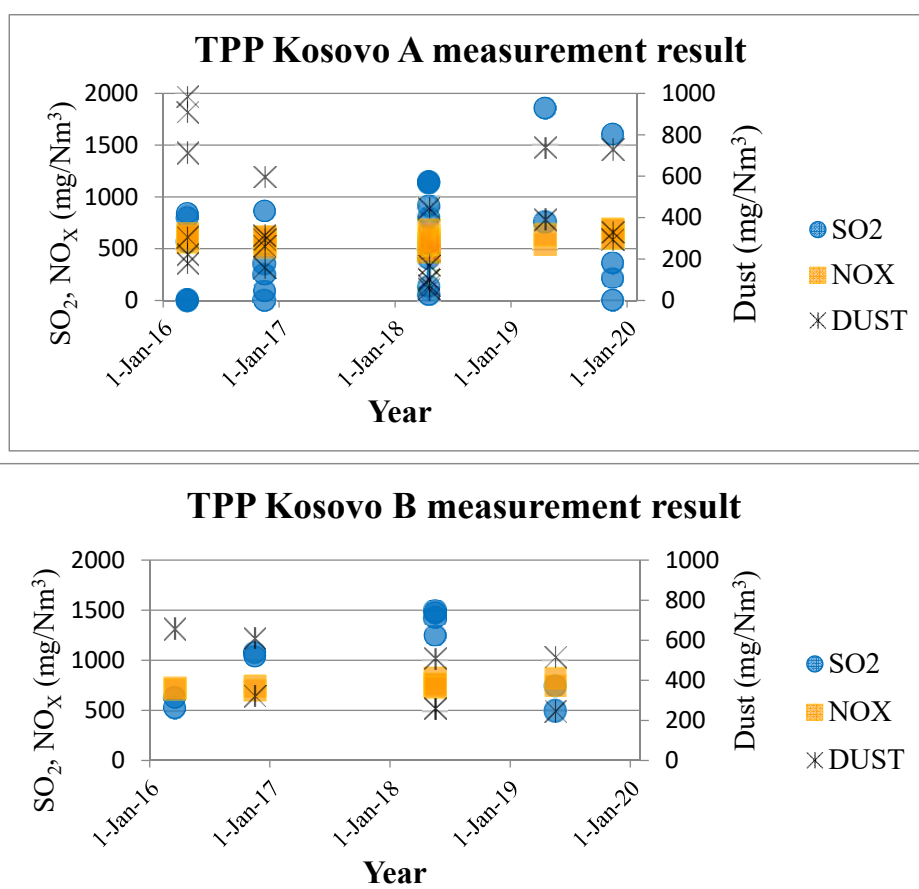 TPP Kosovo A measurement result
SO₂, NOₓ (mg/Nm³)
2000
1500
1000
500
0
1000
800
600
400
200
0
Dust (mg/Nm³)
1-Jan-16
1-Jan-17
1-Jan-18
1-Jan-19
1-Jan-20
Year
SO2
NOX
DUST
TPP Kosovo B measurement result
SO₂, NOₓ (mg/Nm³)
2000
1500
1000
500
0
1000
800
600
400
200
0
Dust (mg/Nm³)
1-Jan-16
1-Jan-17
1-Jan-18
1-Jan-19
1-Jan-20
Year
SO2
NOX
DUST